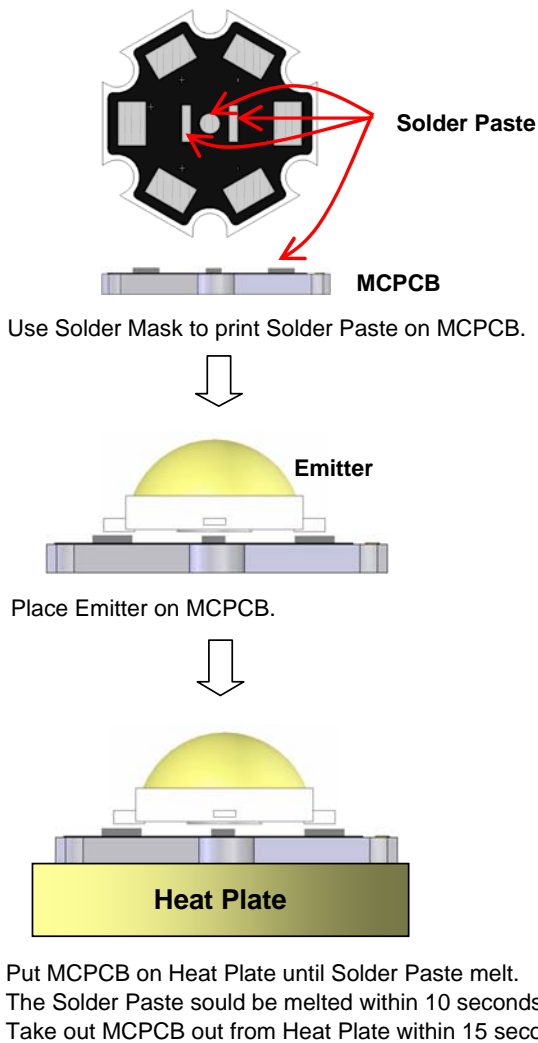 Solder Paste
MCPCB
Use Solder Mask to print Solder Paste on MCPCB.
Emitter
Place Emitter on MCPCB.
Heat Plate
Put MCPCB on Heat Plate until Solder Paste melt.
The Solder Paste sould be melted within 10 seconds
Take out MCPCB out from Heat Plate within 15